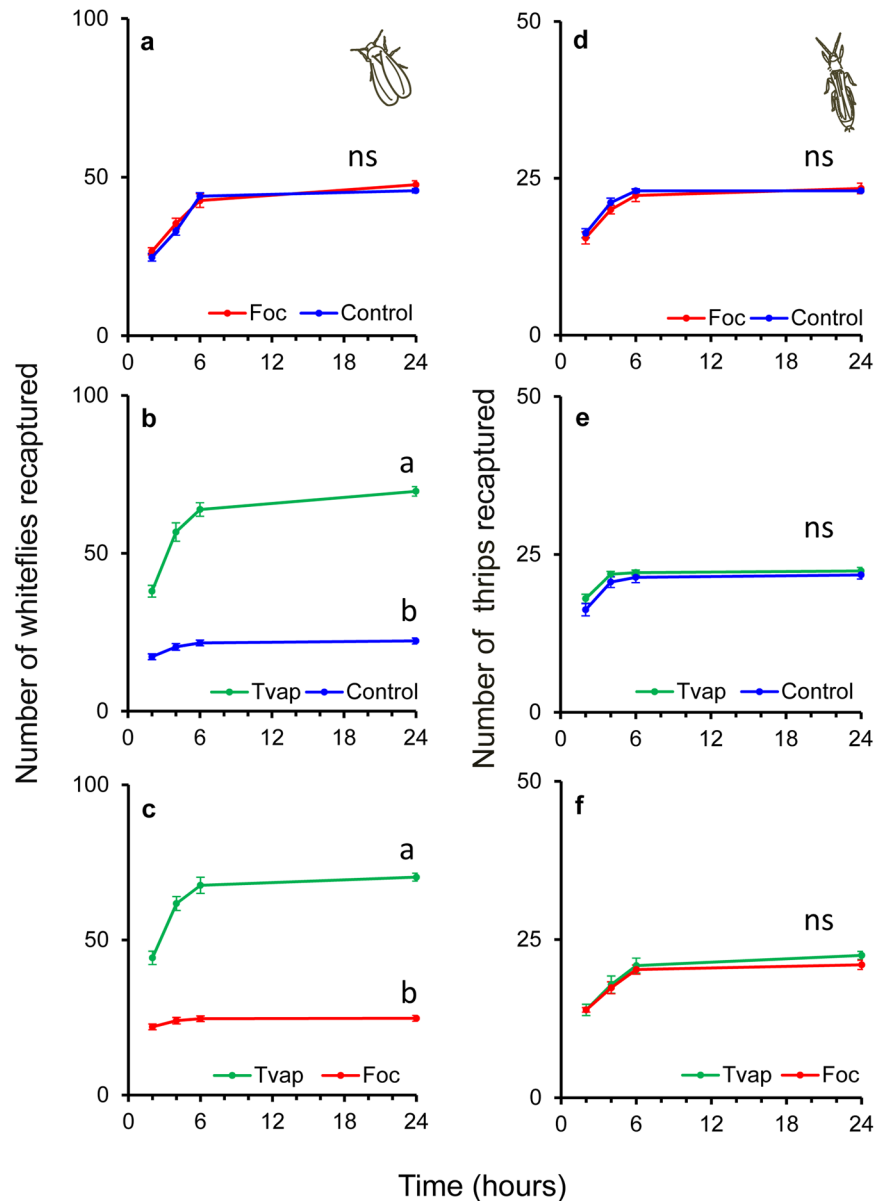 Number of whiteflies recaptured
100
a
ns
50
Foc Control
0
0 6 12 18 24
100
b
a
50
b
Tvap Control
0
0 6 12 18 24
100
c
a
50
b
Tvap Foc
0
0 6 12 18 24
Number of thrips recaptured
50
d
ns
25
Foc Control
0
0 6 12 18 24
50
e
ns
25
Tvap Control
0
0 6 12 18 24
50
f
ns
25
Tvap Foc
0
0 6 12 18 24
Time (hours)